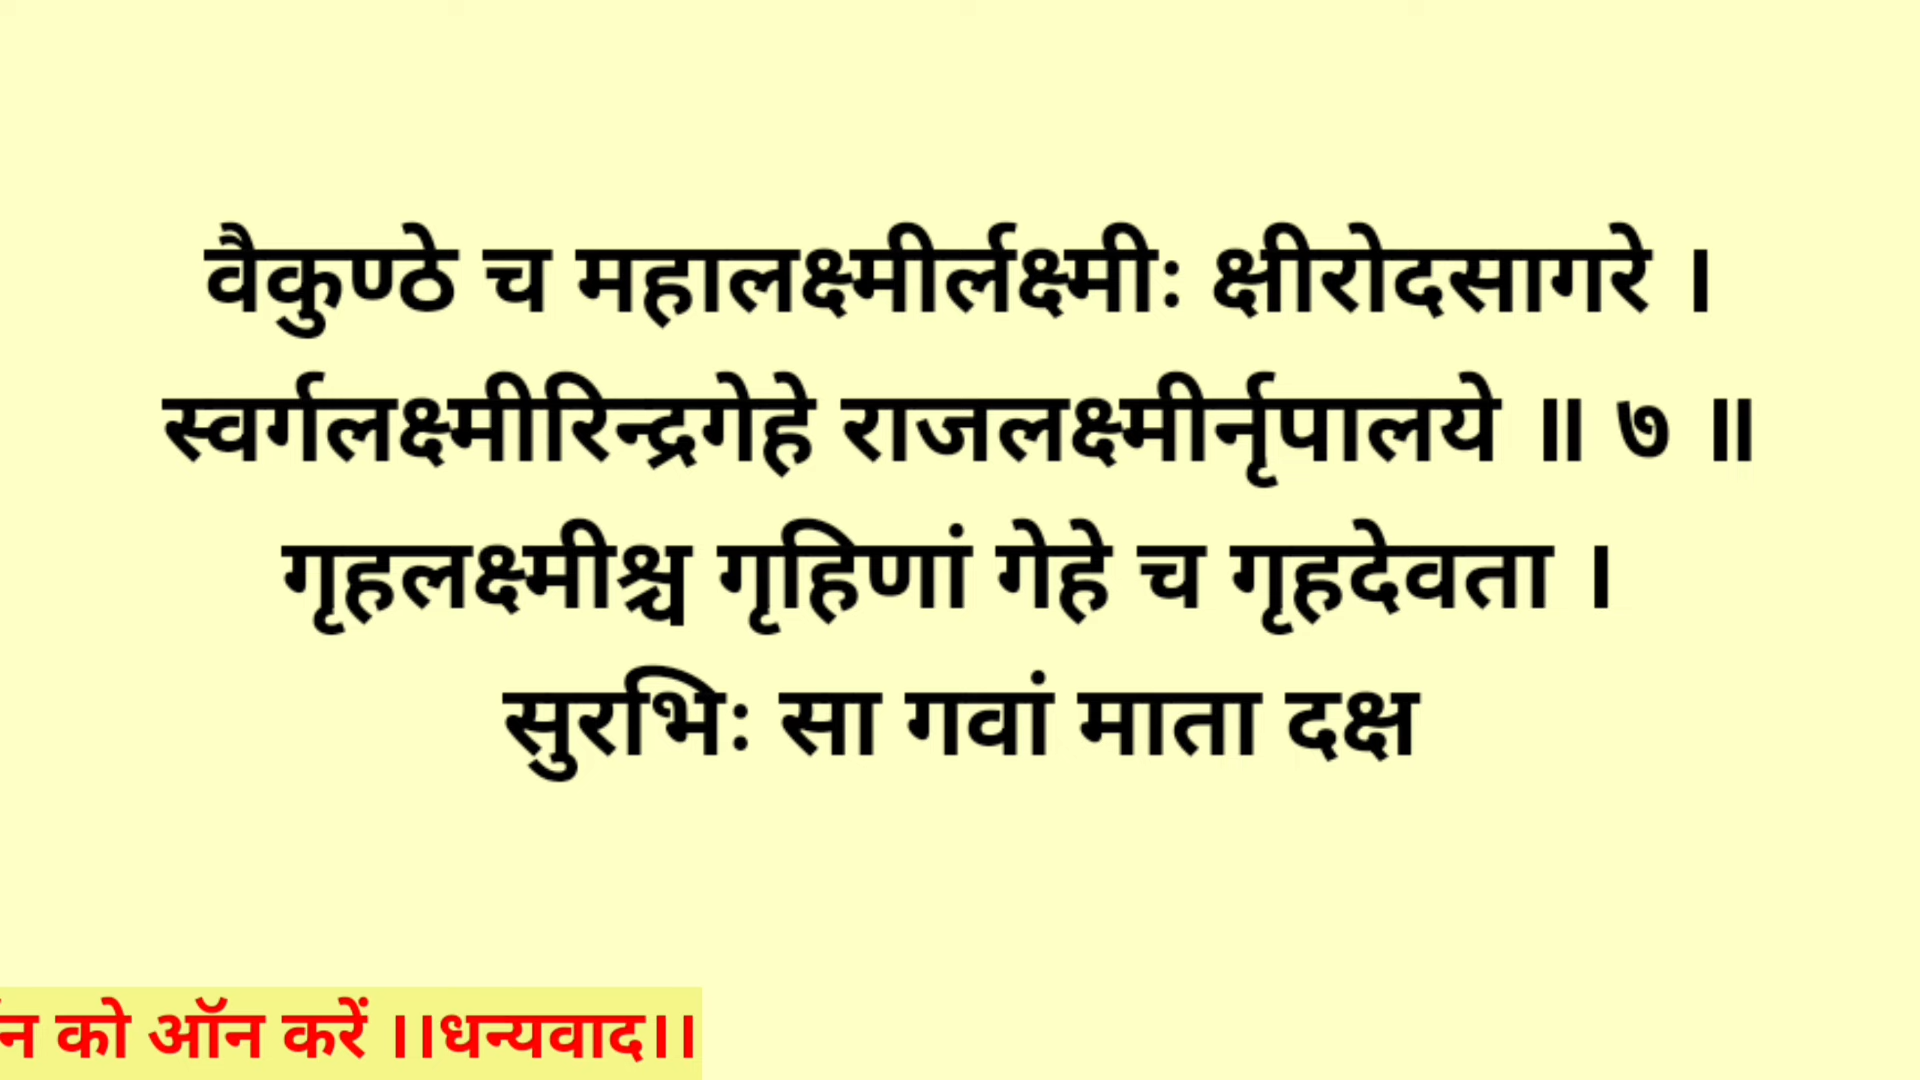 वैकुण्ठे च महालक्ष्मीर्लक्ष्मीः क्षीरोदसागरे ।
स्वर्गलक्ष्मीरिन्द्रगेहे राजलक्ष्मीर्नृपालये ॥ ७ ॥
गृहलक्ष्मीश्च गृहिणां गेहे च गृहदेवता ।
सुरभिः सा गवां माता दक्ष
को ऑन करें ।।धन्यवाद।।